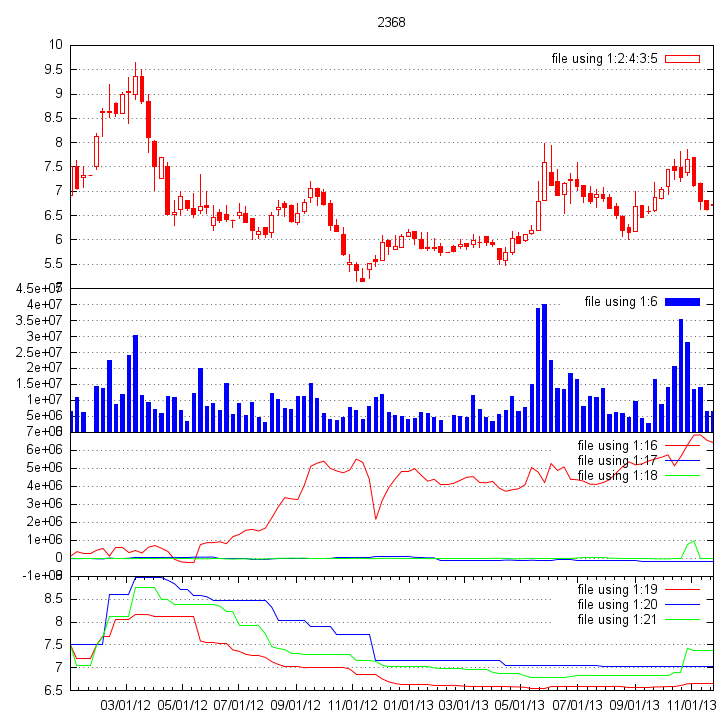 2368
10
9.5
9
8.5
8
7.5
7
6.5
6
5.5
file using 1:2:4:3:5
4.5e+07
4e+07
3.5e+07
3e+07
2.5e+07
2e+07
1.5e+07
1e+07
5e+06
file using 1:6
7e+06
6e+06
5e+06
4e+06
3e+06
2e+06
1e+06
0
file using 1:16
file using 1:17
file using 1:18
-1e+06
8.5
8
7.5
7
6.5
file using 1:19
file using 1:20
file using 1:21
03/01/12 05/01/12 07/01/12 09/01/12 11/01/12 01/01/13 03/01/13 05/01/13 07/01/13 09/01/13 11/01/13